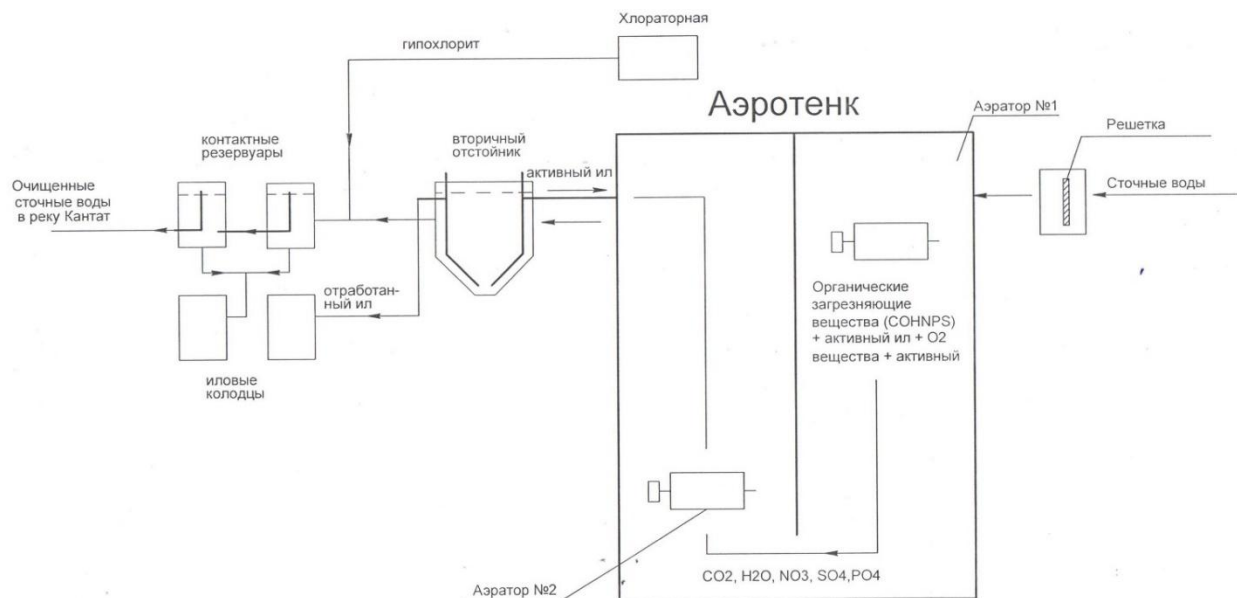 Хлораторная
гипохлорит
Аэротенк
Аэратор №1
Решетка
контактные
резервуары
вторичный
отстойник
активный ил
Очищенные
сточные воды
в реку Кантат
Сточные воды
отработан-
ный ил
Органические
загрезняющие
вещества (COHNPS)
+ активный ил + O2
вещества + активный
иловые
колодцы
CO2, H2O, NO3, SO4,PO4
Аэратор №2